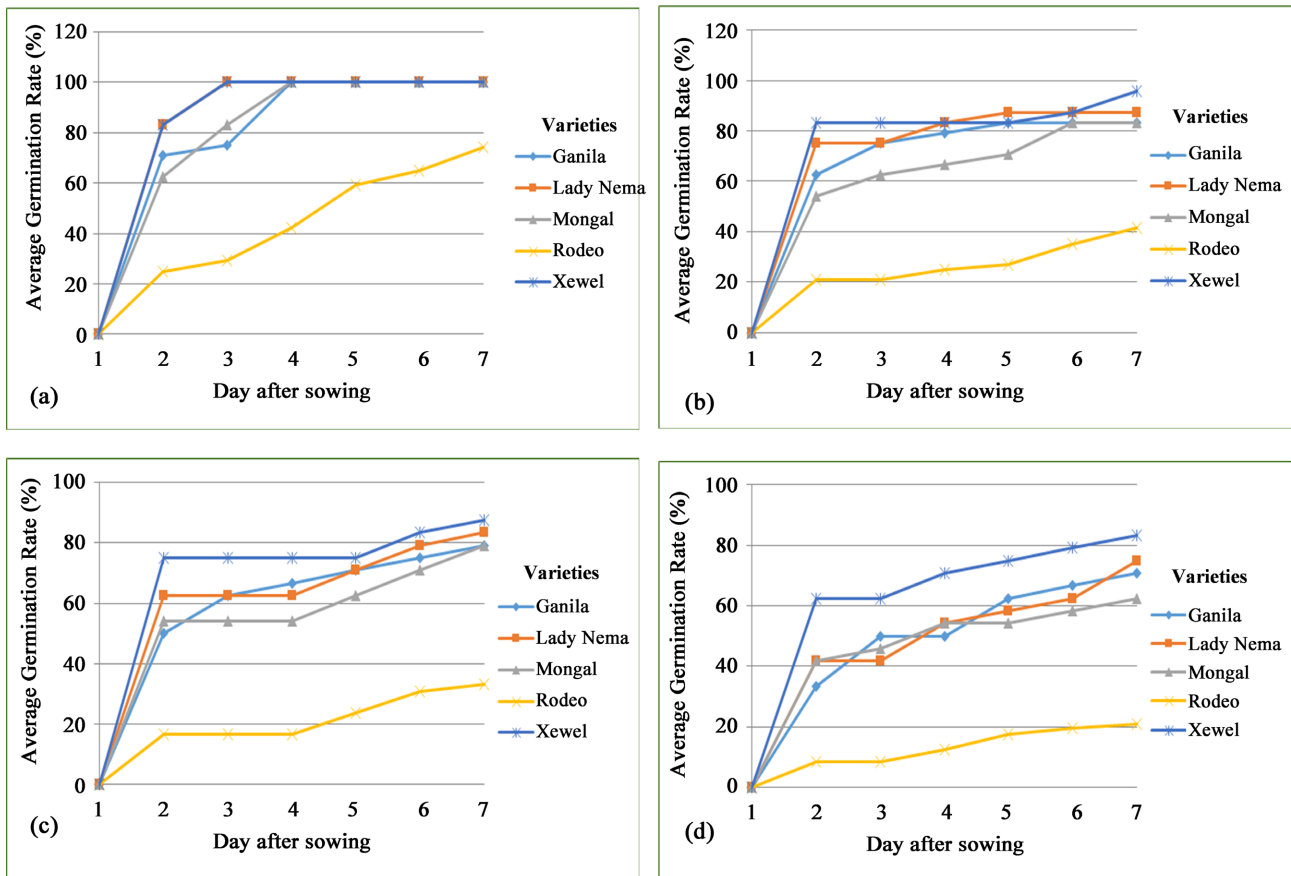 Average Germination Rate (%)
120
100
80
60
40
20
0
1 2 3 4 5 6 7
Day after sowing
(a)
Varieties
Ganila
Lady Nema
Mongal
Rodeo
Xewel
Average Germination Rate (%)
120
100
80
60
40
20
0
1 2 3 4 5 6 7
Day after sowing
(b)
Varieties
Ganila
Lady Nema
Mongal
Rodeo
Xewel
Average Germination Rate (%)
100
80
60
40
20
0
1 2 3 4 5 6 7
Day after sowing
(c)
Varieties
Ganila
Lady Nema
Mongal
Rodeo
Xewel
Average Germination Rate (%)
100
80
60
40
20
0
1 2 3 4 5 6 7
Day after sowing
(d)
Varieties
Ganila
Lady Nema
Mongal
Rodeo
Xewel